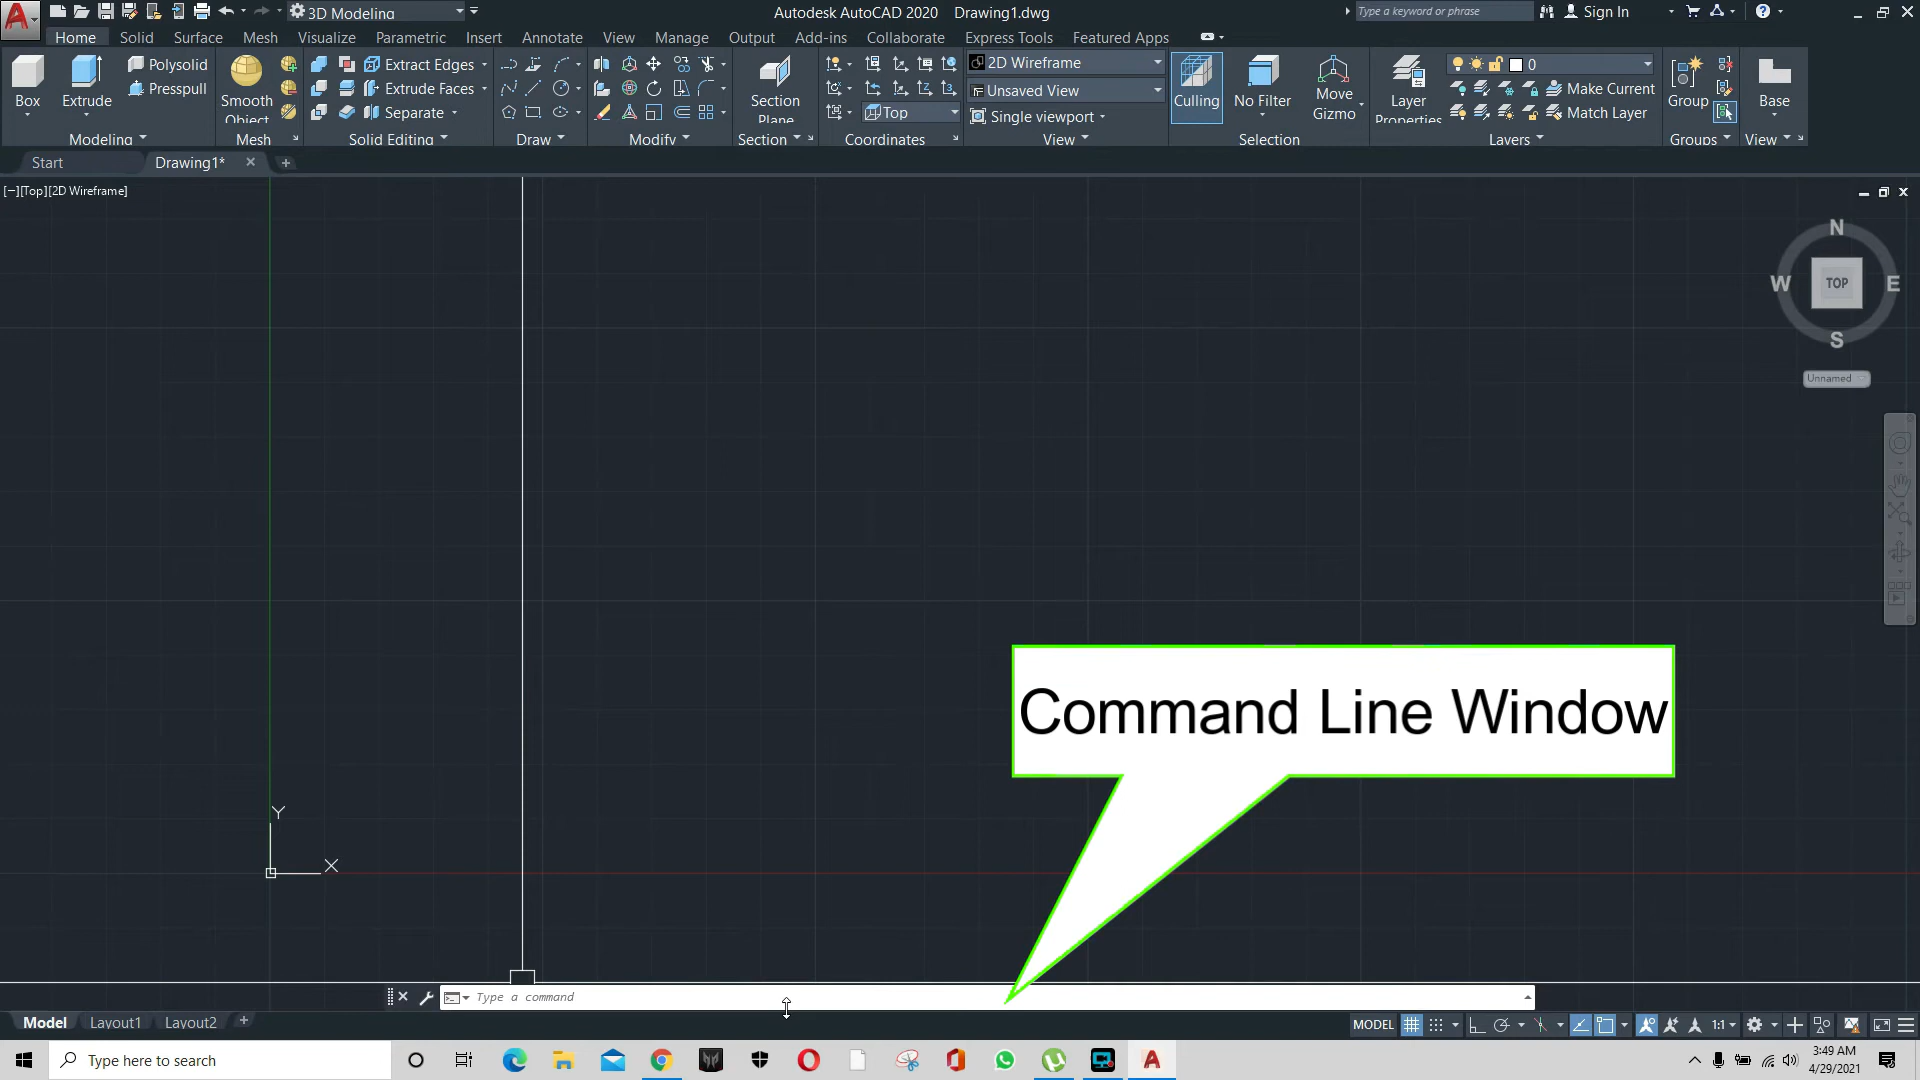 3D Modeling
Autodesk AutoCAD 2020 Drawing1.dwg
Type a keyword or phrase
Sign In
Home Solid Surface Mesh Visualize Parametric Insert Annotate View Manage Output Add-ins Collaborate Express Tools Featured Apps
Box
Extrude
Polysolid
Presspull
Smooth
Object
Extract Edges
Extrude Faces
Separate
Section
Plane
Top
2D Wireframe
Unsaved View
Single viewport
Culling
No Filter
Move
Gizmo
Layer
Properties
0
Make Current
Match Layer
Group
Base
Modeling Mesh Solid Editing Draw Modify Section Coordinates View Selection Layers Groups View
Start Drawing1*
[−][Top][2D Wireframe]
N
W TOP E
S
Unnamed
Command Line Window
Y
X
Type a command
Model Layout1 Layout2
MODEL
1:1
Type here to search
3:49 AM
4/29/2021